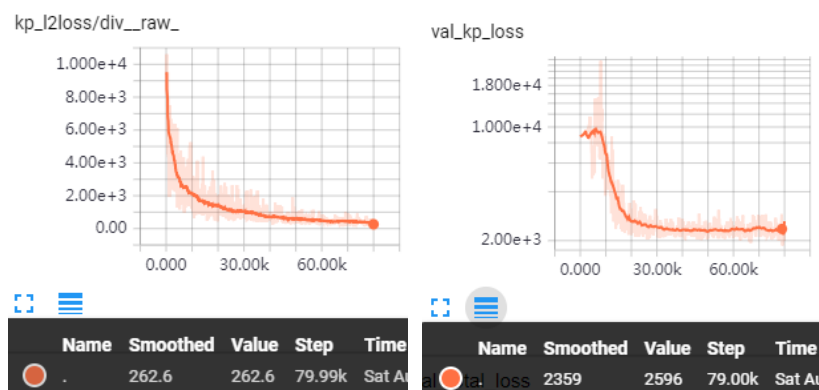 kp_l2loss/div__raw_
1.000e+4
8.00e+3
6.00e+3
4.00e+3
2.00e+3
0.00
0.000 30.00k 60.00k
Name Smoothed Value Step Time
. 262.6 262.6 79.99k Sat Au
val_kp_loss
1.800e+4
1.000e+4
2.00e+3
0.000 30.00k 60.00k
Name Smoothed Value Step Time
. 2359 2596 79.00k Sat Au